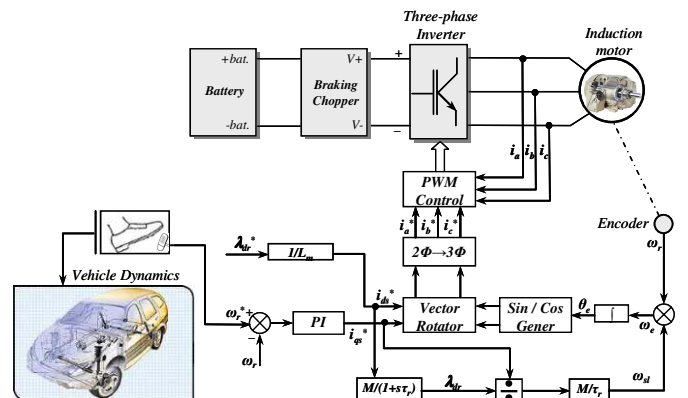 Three-phase
Inverter
Induction
motor
+bat.
Battery
-bat.
V+
Braking
Chopper
V-
+
−
i_a i_b i_c
PWM
Control
Encoder
ω_r
i_a* i_b* i_c*
λ_dr*
1/L_m
2Φ→3Φ
Vehicle Dynamics
i_ds*
Vector
Rotator
Sin / Cos
Gener
θ_e
∫
ω_e
ω_r* +
−
PI
i_qs*
ω_r
M/(1+sτ_r)
λ_dr
÷
M/τ_r
ω_sl